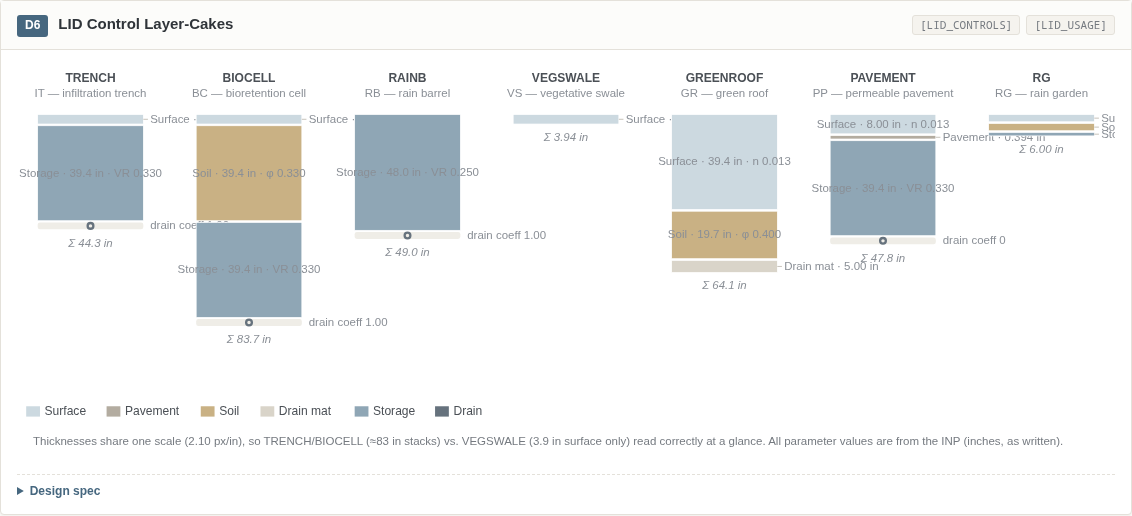 D6 LID Control Layer-Cakes [LID_CONTROLS] [LID_USAGE]
TRENCH BIOCELL RAINB VEGSWALE GREENROOF PAVEMENT RG
IT — infiltration trench BC — bioretention cell RB — rain barrel VS — vegetative swale GR — green roof PP — permeable pavement RG — rain garden
Surface ·
Storage · 39.4 in · VR 0.330
drain coeff 1.00
Σ 44.3 in
Surface ·
Soil · 39.4 in · φ 0.330
Storage · 39.4 in · VR 0.330
drain coeff 1.00
Σ 83.7 in
Storage · 48.0 in · VR 0.250
drain coeff 1.00
Σ 49.0 in
Surface ·
Σ 3.94 in
Surface · 39.4 in · n 0.013
Soil · 19.7 in · φ 0.400
Drain mat · 5.00 in
Σ 64.1 in
Surface · 8.00 in · n 0.013
Pavement · 0.394 in
Storage · 39.4 in · VR 0.330
drain coeff 0
Σ 47.8 in
Su
So
Sto
Σ 6.00 in
Surface Pavement Soil Drain mat Storage Drain
Thicknesses share one scale (2.10 px/in), so TRENCH/BIOCELL (≈83 in stacks) vs. VEGSWALE (3.9 in surface only) read correctly at a glance. All parameter values are from the INP (inches, as written).
Design spec